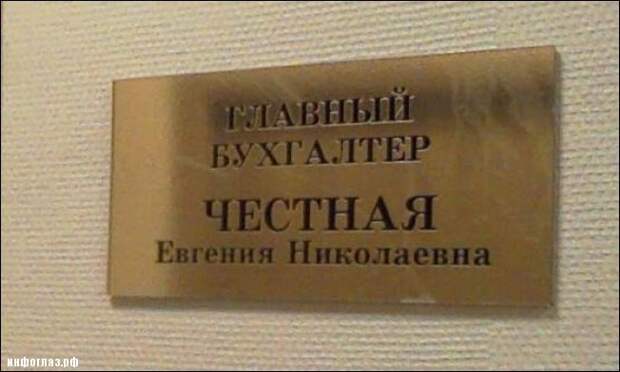 ГЛАВНЫЙ
БУХГАЛТЕР
ЧЕСТНАЯ
Евгения Николаевна
инфоглаз.рф